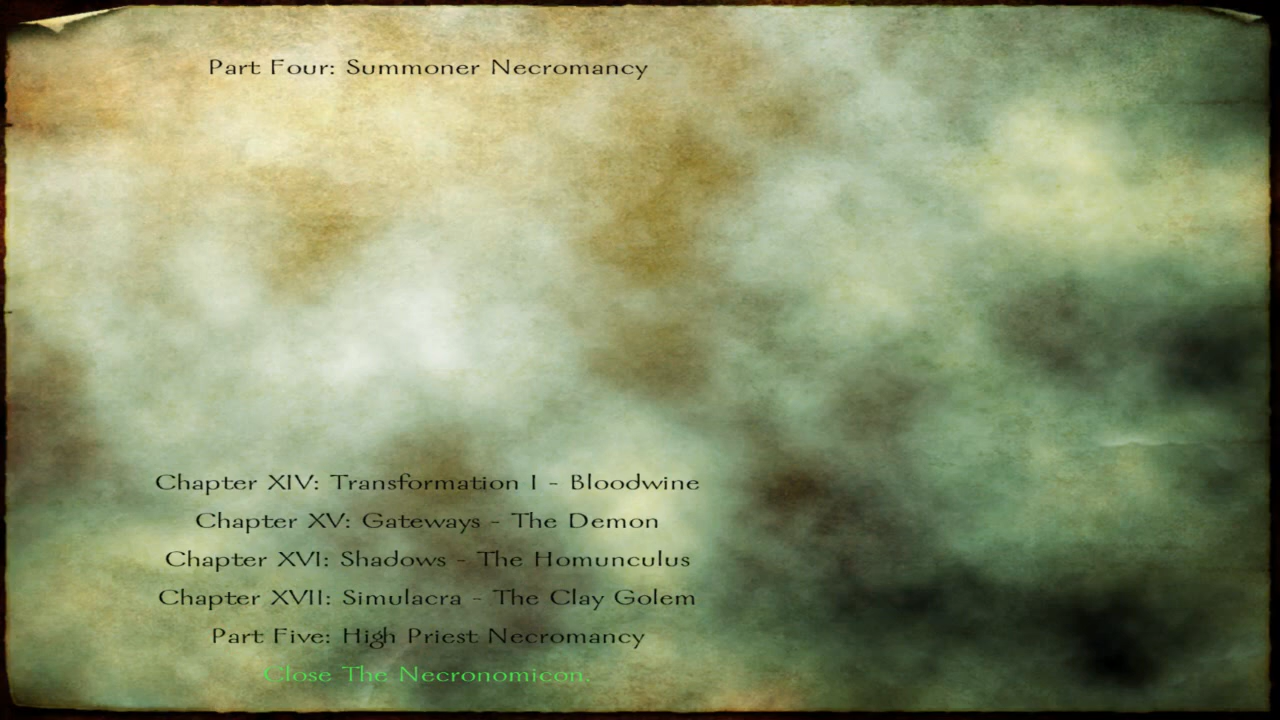 Part Four: Summoner Necromancy
Chapter XIV: Transformation I - Bloodwine
Chapter XV: Gateways - The Demon
Chapter XVI: Shadows - The Homunculus
Chapter XVII: Simulacra - The Clay Golem
Part Five: High Priest Necromancy
Close The Necronomicon.